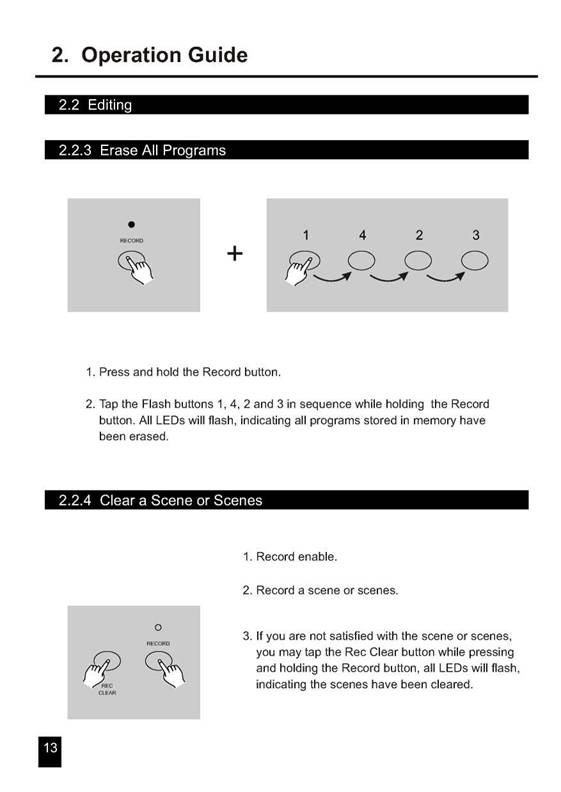 2. Operation Guide
2.2 Editing
2.2.3 Erase All Programs
RECORD
+
1 4 2 3
1. Press and hold the Record button.
2. Tap the Flash buttons 1, 4, 2 and 3 in sequence while holding the Record
button. All LEDs will flash, indicating all programs stored in memory have
been erased.
2.2.4 Clear a Scene or Scenes
1. Record enable.
2. Record a scene or scenes.
3. If you are not satisfied with the scene or scenes,
you may tap the Rec Clear button while pressing
and holding the Record button, all LEDs will flash,
indicating the scenes have been cleared.
RECORD
REC
CLEAR
13